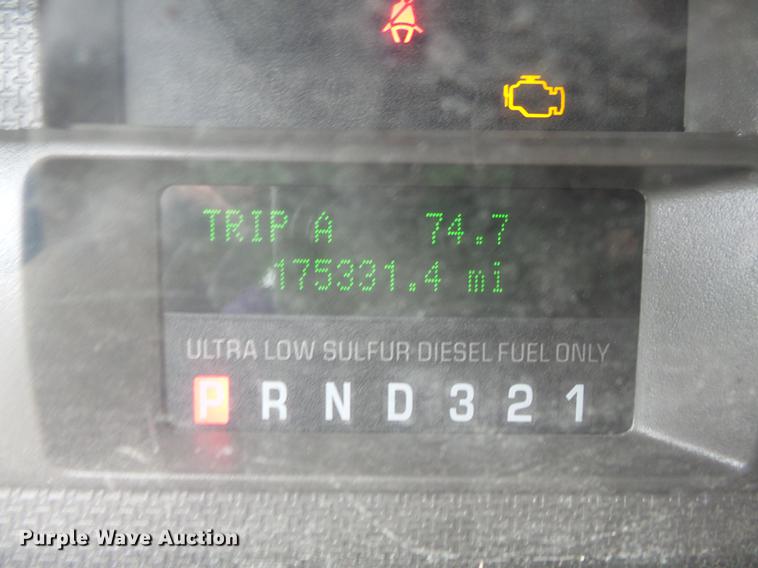 TRIP A 74.7
175331.4 mi
ULTRA LOW SULFUR DIESEL FUEL ONLY
P R N D 3 2 1
Purple Wave Auction